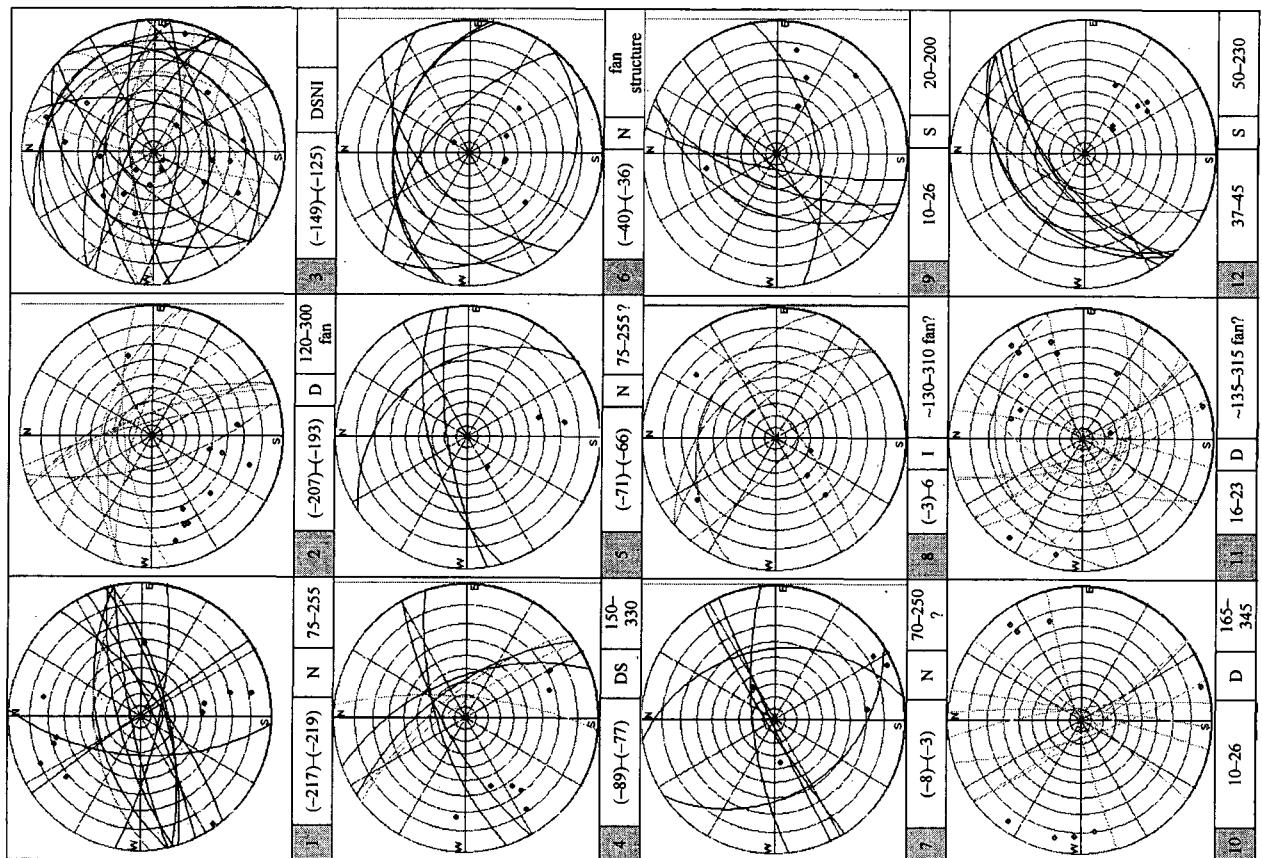 N
W
E
S
1
(–217)–(–219)
N
75–255
N
W
E
S
2
(–207)–(–193)
D
120–300
fan
N
W
E
S
3
(–149)–(–125)
DSNI
N
W
E
S
4
(–89)–(–77)
DS
150–
330
N
W
E
S
5
(–71)–(–66)
N
75–255 ?
N
W
E
S
6
(–40)–(–36)
N
fan
structure
N
W
E
S
7
(–8)–(–3)
N
70–250
?
N
W
E
S
8
(–3)–6
I
~130–310 fan?
N
W
E
S
9
10–26
S
20–200
N
W
E
S
10
10–26
D
165–
345
N
W
E
S
11
16–23
D
~135–315 fan?
N
W
E
S
12
37–45
S
50–230